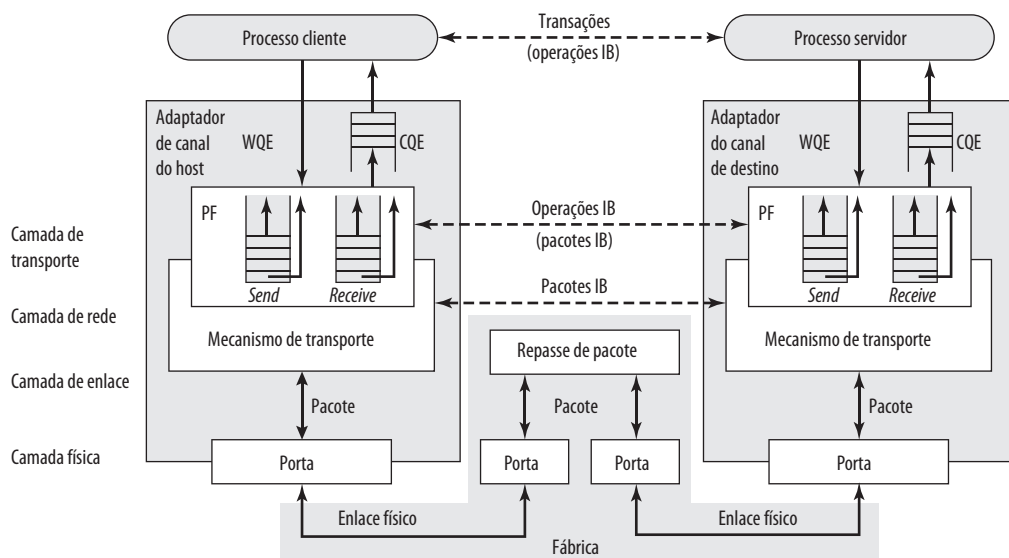 Processo cliente
Transações
(operações IB)
Processo servidor
Adaptador
de canal
do host
WQE
CQE
Adaptador
do canal
de destino
WQE
CQE
PF
Send
Receive
Operações IB
(pacotes IB)
PF
Send
Receive
Camada de
transporte
Pacotes IB
Camada de rede
Mecanismo de transporte
Repasse de pacote
Mecanismo de transporte
Camada de enlace
Pacote
Pacote
Pacote
Camada física
Porta
Porta
Porta
Porta
Enlace físico
Enlace físico
Fábrica